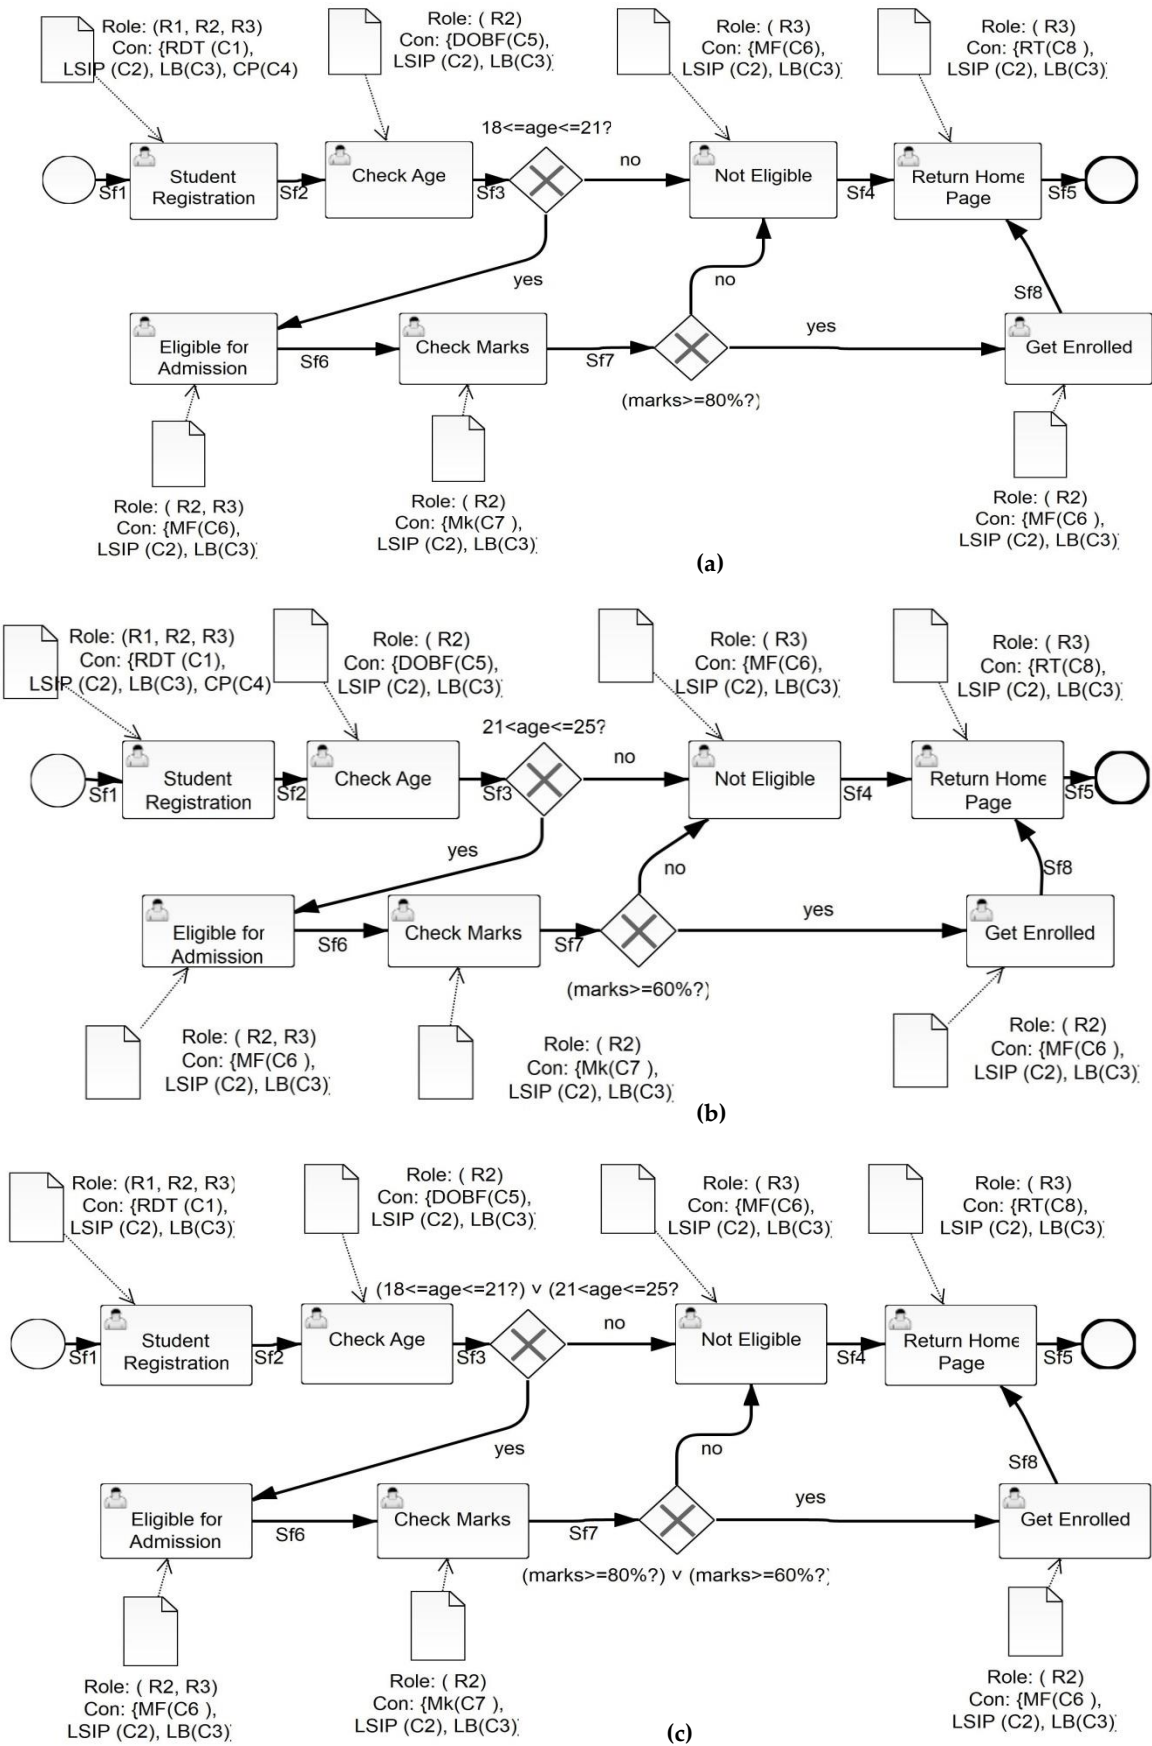 Role: (R1, R2, R3)
Con: {RDT (C1),
LSIP (C2), LB(C3), CP(C4)
Role: ( R2)
Con: {DOBF(C5),
LSIP (C2), LB(C3)}
Role: ( R3)
Con: {MF(C6),
LSIP (C2), LB(C3)}
Role: ( R3)
Con: {RT(C8 ),
LSIP (C2), LB(C3)}
18<=age<=21?
Sf1
Student
Registration
Sf2
Check Age
Sf3
no
Not Eligible
Sf4
Return Home
Page
Sf5
yes
no
Sf8
Eligible for
Admission
Sf6
Check Marks
Sf7
yes
Get Enrolled
(marks>=80%?)
Role: ( R2, R3)
Con: {MF(C6),
LSIP (C2), LB(C3)}
Role: ( R2)
Con: {Mk(C7 ),
LSIP (C2), LB(C3)}
Role: ( R2)
Con: {MF(C6 ),
LSIP (C2), LB(C3)}
(a)
Role: (R1, R2, R3)
Con: {RDT (C1),
LSIP (C2), LB(C3), CP(C4)
Role: ( R2)
Con: {DOBF(C5),
LSIP (C2), LB(C3)}
Role: ( R3)
Con: {MF(C6),
LSIP (C2), LB(C3)}
Role: ( R3)
Con: {RT(C8),
LSIP (C2), LB(C3)}
21<age<=25?
Sf1
Student
Registration
Sf2
Check Age
Sf3
no
Not Eligible
Sf4
Return Home
Page
Sf5
yes
no
Sf8
Eligible for
Admission
Sf6
Check Marks
Sf7
yes
Get Enrolled
(marks>=60%?)
Role: ( R2, R3)
Con: {MF(C6 ),
LSIP (C2), LB(C3)}
Role: ( R2)
Con: {Mk(C7 ),
LSIP (C2), LB(C3)}
Role: ( R2)
Con: {MF(C6 ),
LSIP (C2), LB(C3)}
(b)
Role: (R1, R2, R3)
Con: {RDT (C1),
LSIP (C2), LB(C3)}
Role: ( R2)
Con: {DOBF(C5),
LSIP (C2), LB(C3)}
Role: ( R3)
Con: {MF(C6),
LSIP (C2), LB(C3)}
Role: ( R3)
Con: {RT(C8),
LSIP (C2), LB(C3)}
(18<=age<=21?) v (21<age<=25?
Sf1
Student
Registration
Sf2
Check Age
Sf3
no
Not Eligible
Sf4
Return Home
Page
Sf5
yes
no
Sf8
Eligible for
Admission
Sf6
Check Marks
Sf7
yes
Get Enrolled
(marks>=80%?) v (marks>=60%?)
Role: ( R2, R3)
Con: {MF(C6 ),
LSIP (C2), LB(C3)}
Role: ( R2)
Con: {Mk(C7 ),
LSIP (C2), LB(C3)}
Role: ( R2)
Con: {MF(C6 ),
LSIP (C2), LB(C3)}
(c)